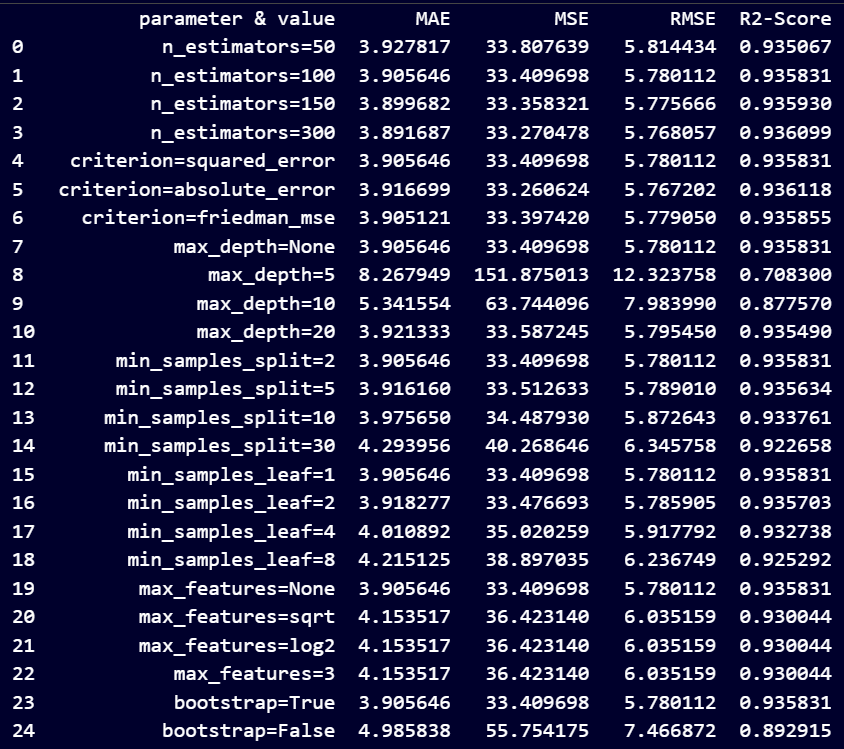 parameter & value MAE MSE RMSE R2-Score
0 n_estimators=50 3.927817 33.807639 5.814434 0.935067
1 n_estimators=100 3.905646 33.409698 5.780112 0.935831
2 n_estimators=150 3.899682 33.358321 5.775666 0.935930
3 n_estimators=300 3.891687 33.270478 5.768057 0.936099
4 criterion=squared_error 3.905646 33.409698 5.780112 0.935831
5 criterion=absolute_error 3.916699 33.260624 5.767202 0.936118
6 criterion=friedman_mse 3.905121 33.397420 5.779050 0.935855
7 max_depth=None 3.905646 33.409698 5.780112 0.935831
8 max_depth=5 8.267949 151.875013 12.323758 0.708300
9 max_depth=10 5.341554 63.744096 7.983990 0.877570
10 max_depth=20 3.921333 33.587245 5.795450 0.935490
11 min_samples_split=2 3.905646 33.409698 5.780112 0.935831
12 min_samples_split=5 3.916160 33.512633 5.789010 0.935634
13 min_samples_split=10 3.975650 34.487930 5.872643 0.933761
14 min_samples_split=30 4.293956 40.268646 6.345758 0.922658
15 min_samples_leaf=1 3.905646 33.409698 5.780112 0.935831
16 min_samples_leaf=2 3.918277 33.476693 5.785905 0.935703
17 min_samples_leaf=4 4.010892 35.020259 5.917792 0.932738
18 min_samples_leaf=8 4.215125 38.897035 6.236749 0.925292
19 max_features=None 3.905646 33.409698 5.780112 0.935831
20 max_features=sqrt 4.153517 36.423140 6.035159 0.930044
21 max_features=log2 4.153517 36.423140 6.035159 0.930044
22 max_features=3 4.153517 36.423140 6.035159 0.930044
23 bootstrap=True 3.905646 33.409698 5.780112 0.935831
24 bootstrap=False 4.985838 55.754175 7.466872 0.892915